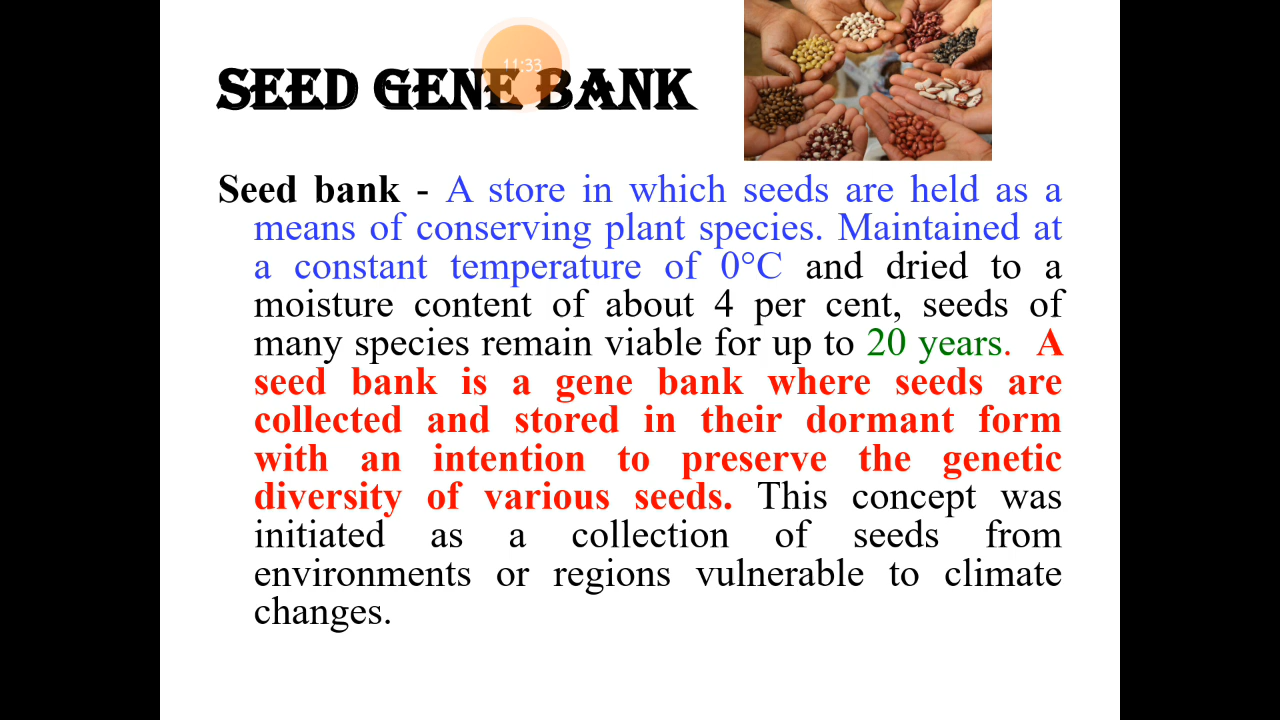 11:33
SEED GENE BANK
Seed bank - A store in which seeds are held as a
means of conserving plant species. Maintained at
a constant temperature of 0°C and dried to a
moisture content of about 4 per cent, seeds of
many species remain viable for up to 20 years. A
seed bank is a gene bank where seeds are
collected and stored in their dormant form
with an intention to preserve the genetic
diversity of various seeds. This concept was
initiated as a collection of seeds from
environments or regions vulnerable to climate
changes.